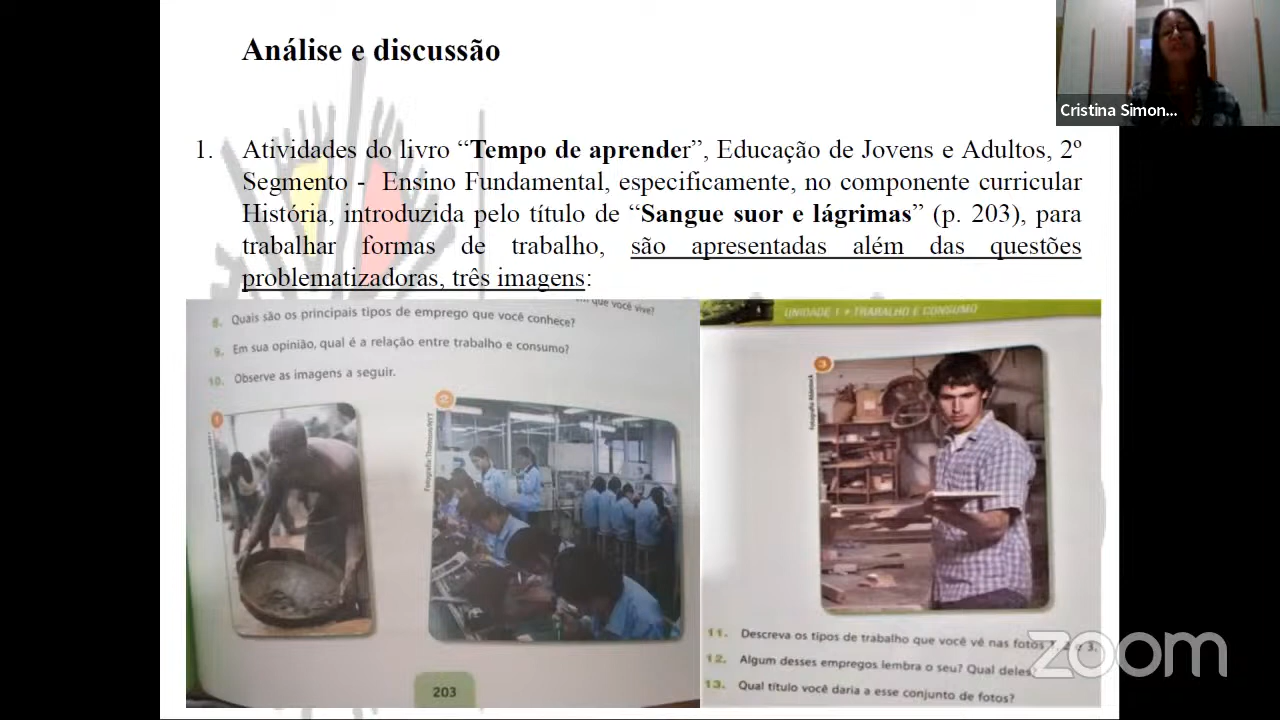 Análise e discussão
Cristina Simon...
1. Atividades do livro “Tempo de aprender”, Educação de Jovens e Adultos, 2º
Segmento - Ensino Fundamental, especificamente, no componente curricular
História, introduzida pelo título de “Sangue suor e lágrimas” (p. 203), para
trabalhar formas de trabalho, são apresentadas além das questões
problematizadoras, três imagens:
que você vive?
8. Quais são os principais tipos de emprego que você conhece?
9. Em sua opinião, qual é a relação entre trabalho e consumo?
10. Observe as imagens a seguir.
1
2
203
UNIDADE 1 • TRABALHO E CONSUMO
3
11. Descreva os tipos de trabalho que você vê nas fotos 1, 2 e 3.
12. Algum desses empregos lembra o seu? Qual deles?
13. Qual título você daria a esse conjunto de fotos?
zoom